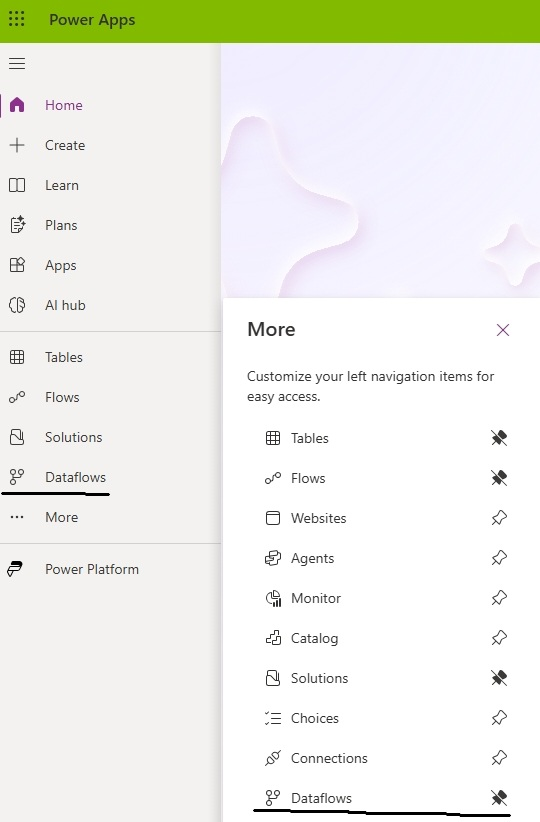 Power Apps
Home
Create
Learn
Plans
Apps
AI hub
Tables
Flows
Solutions
Dataflows
More
Power Platform
More
Customize your left navigation items for
easy access.
Tables
Flows
Websites
Agents
Monitor
Catalog
Solutions
Choices
Connections
Dataflows